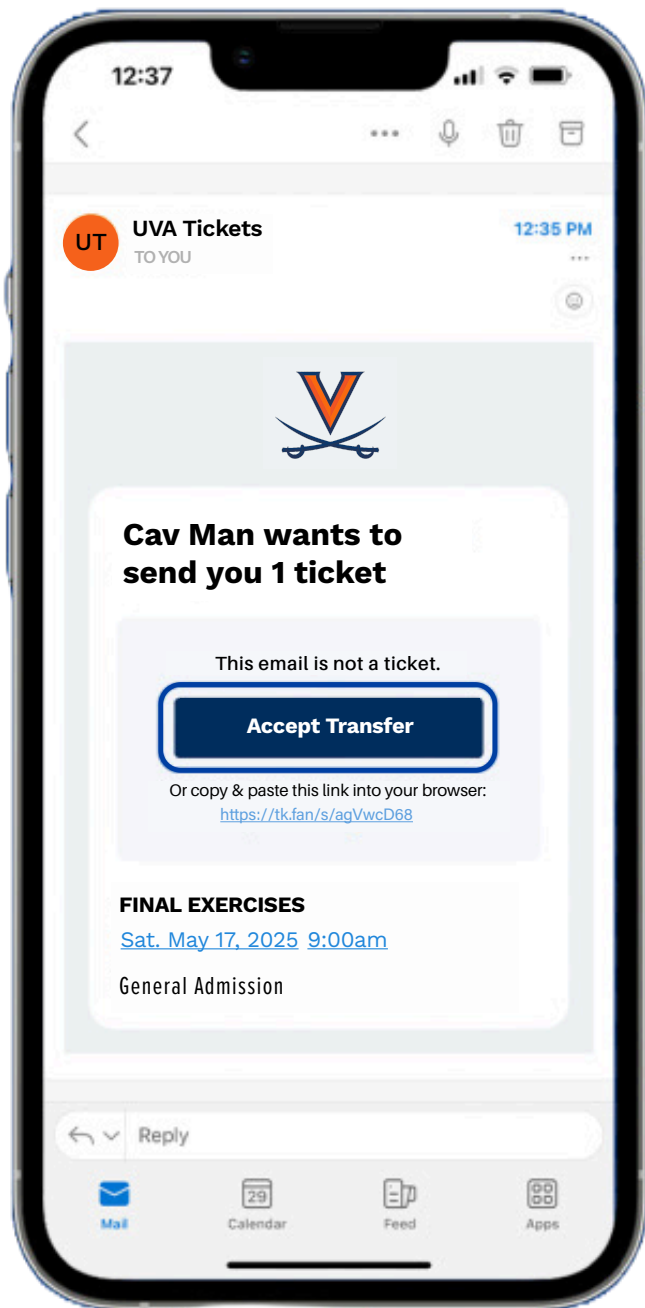 12:37
UT
UVA Tickets
12:35 PM
TO YOU
V
Cav Man wants to
send you 1 ticket
This email is not a ticket.
Accept Transfer
Or copy & paste this link into your browser:
https://tk.fan/s/agVwcD68
FINAL EXERCISES
Sat. May 17, 2025 9:00am
General Admission
Reply
29
Mail
Calendar
Feed
Apps